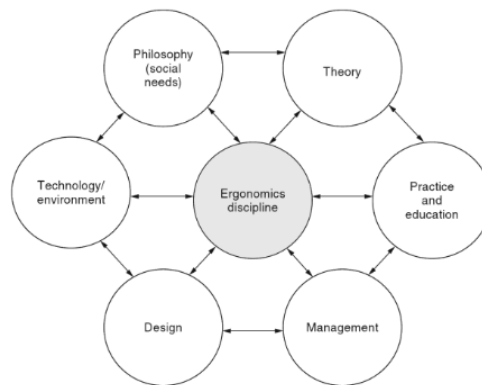 Philosophy
(social
needs)
Theory
Technology/
environment
Ergonomics
discipline
Practice
and
education
Design
Management